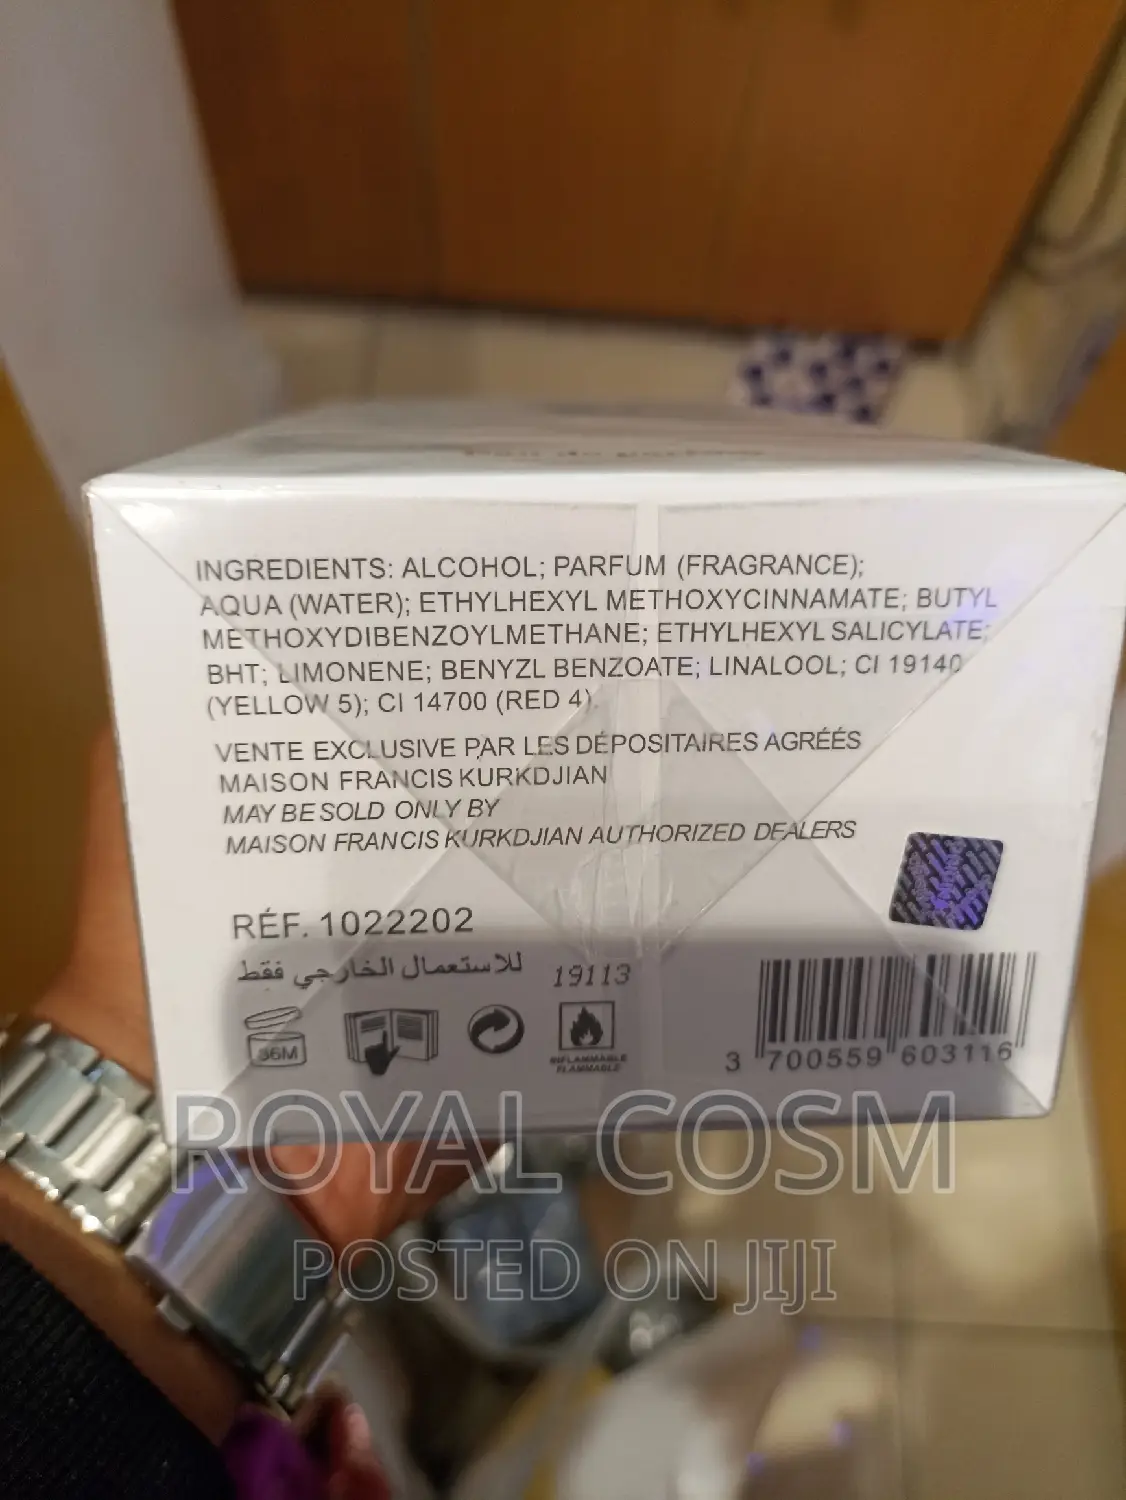 INGREDIENTS: ALCOHOL; PARFUM (FRAGRANCE);
AQUA (WATER); ETHYLHEXYL METHOXYCINNAMATE; BUTYL
METHOXYDIBENZOYLMETHANE; ETHYLHEXYL SALICYLATE;
BHT; LIMONENE; BENYZL BENZOATE; LINALOOL; CI 19140
(YELLOW 5); CI 14700 (RED 4).
VENTE EXCLUSIVE PAR LES DÉPOSITAIRES AGRÉÉS
MAISON FRANCIS KURKDJIAN
MAY BE SOLD ONLY BY
MAISON FRANCIS KURKDJIAN AUTHORIZED DEALERS
RÉF. 1022202
للاستعمال الخارجي فقط
19113
36M
INFLAMMABLE
FLAMMABLE
3 700559 603116
ROYAL COSM
POSTED ON JIJI